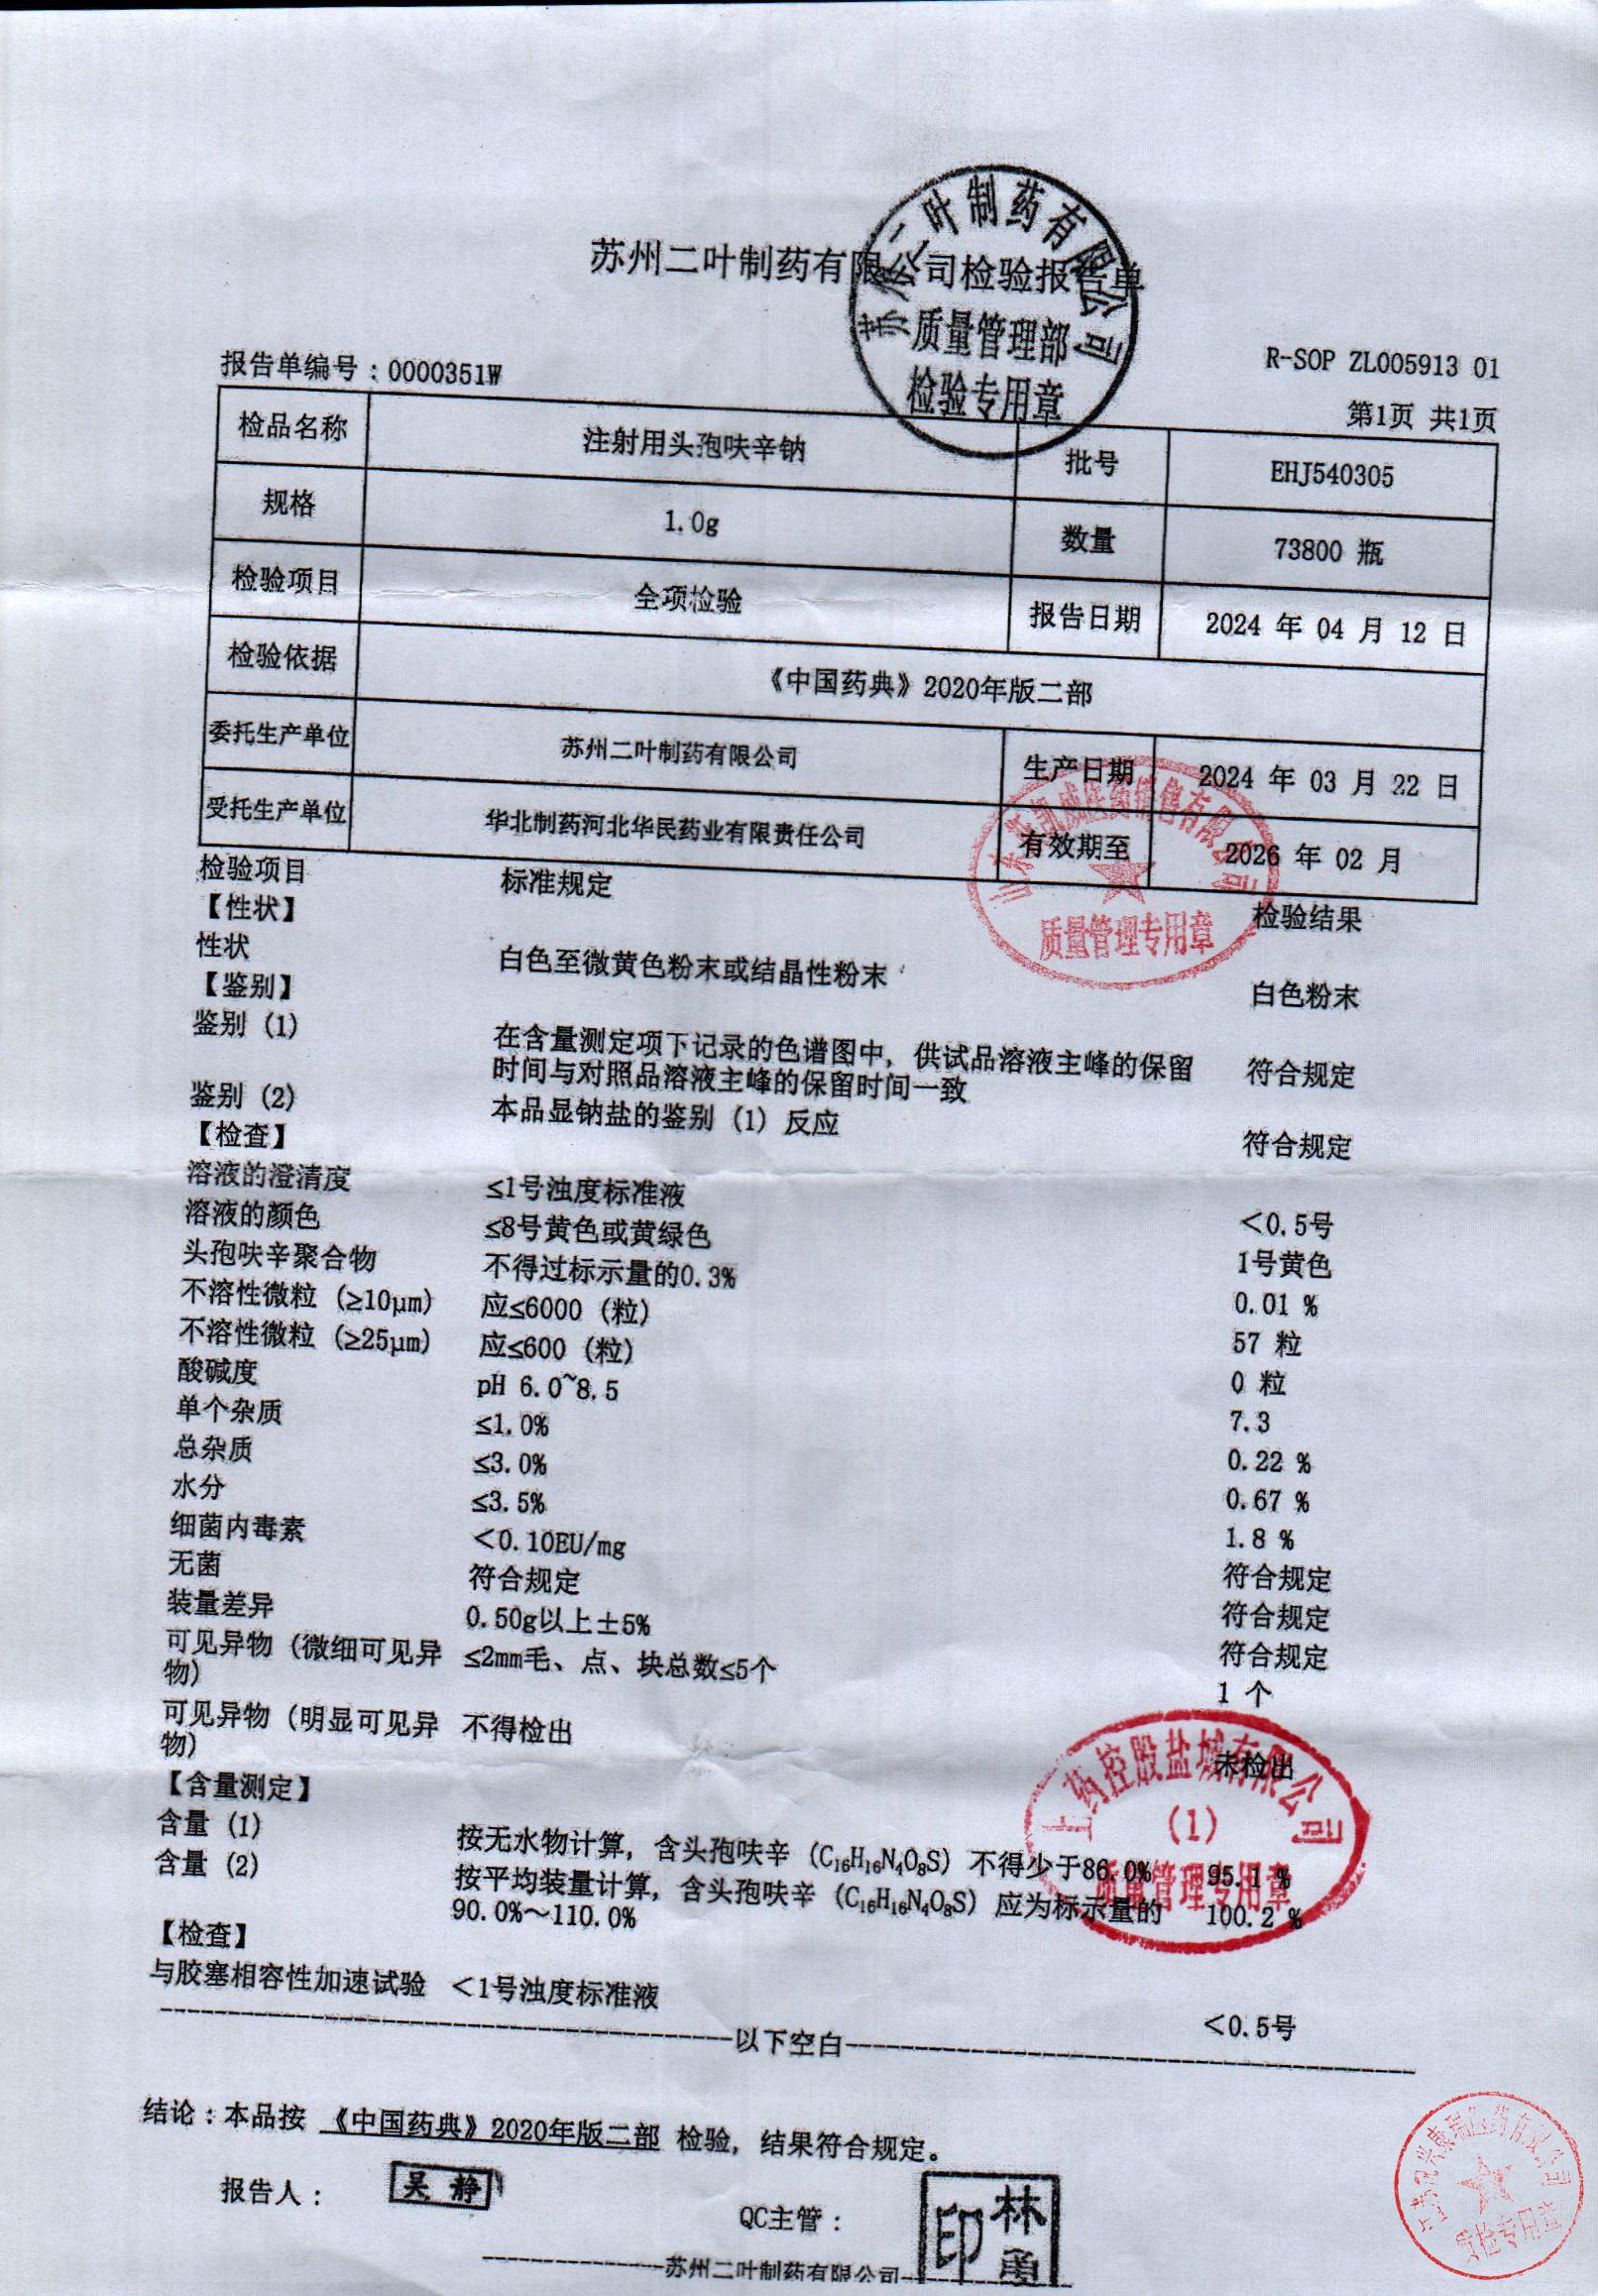 苏州二叶制药有限公司检验报告单
苏州二叶制药有限公司
质量管理部
检验专用章
报告单编号：0000351W
R-SOP ZL005913 01
第1页 共1页
检品名称 注射用头孢呋辛钠 批号 EHJ540305
规格 1.0g 数量 73800 瓶
检验项目 全项检验 报告日期 2024 年 04 月 12 日
检验依据 《中国药典》2020年版二部
委托生产单位 苏州二叶制药有限公司 生产日期 2024 年 03 月 22 日
受托生产单位 华北制药河北华民药业有限责任公司 有效期至 2026 年 02 月
质量管理专用章
检验项目 标准规定 检验结果
【性状】
性状 白色至微黄色粉末或结晶性粉末 白色粉末
【鉴别】
鉴别（1） 在含量测定项下记录的色谱图中，供试品溶液主峰的保留 符合规定
时间与对照品溶液主峰的保留时间一致
鉴别（2） 本品显钠盐的鉴别（1）反应 符合规定
【检查】
溶液的澄清度 ≤1号浊度标准液 <0.5号
溶液的颜色 ≤8号黄色或黄绿色 1号黄色
头孢呋辛聚合物 不得过标示量的0.3% 0.01 %
不溶性微粒（≥10μm） 应≤6000（粒） 57 粒
不溶性微粒（≥25μm） 应≤600（粒） 0 粒
酸碱度 pH 6.0~8.5 7.3
单个杂质 ≤1.0% 0.22 %
总杂质 ≤3.0% 0.67 %
水分 ≤3.5% 1.8 %
细菌内毒素 <0.10EU/mg 符合规定
无菌 符合规定 符合规定
装量差异 0.50g以上±5% 符合规定
可见异物（微细可见异 ≤2mm毛、点、块总数≤5个 1 个
物）
可见异物（明显可见异 不得检出 未检出
物）
【含量测定】
含量（1） 按无水物计算，含头孢呋辛（C₁₆H₁₆N₄O₈S）不得少于86.0% 95.1 %
含量（2） 按平均装量计算，含头孢呋辛（C₁₆H₁₆N₄O₈S）应为标示量的 100.2 %
90.0%～110.0%
上药控股盐城有限公司
（1）
质量管理专用章
【检查】
与胶塞相容性加速试验 <1号浊度标准液 <0.5号
以下空白
结论：本品按 《中国药典》2020年版二部 检验，结果符合规定。
报告人： 吴静
QC主管：
苏州二叶制药有限公司